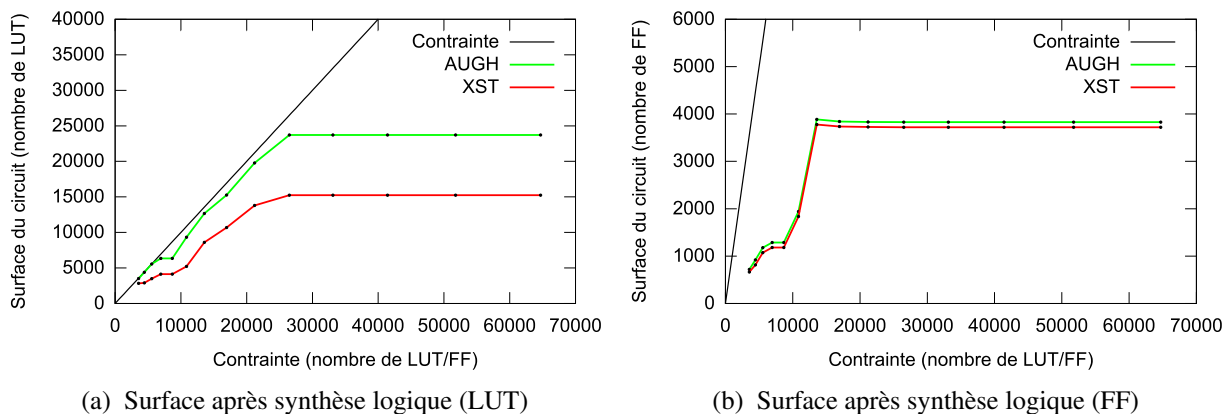 Surface du circuit (nombre de LUT)
40000
35000
30000
25000
20000
15000
10000
5000
0
Contrainte
AUGH
XST
0 10000 20000 30000 40000 50000 60000 70000
Contrainte (nombre de LUT/FF)
(a) Surface après synthèse logique (LUT)
Surface du circuit (nombre de FF)
6000
5000
4000
3000
2000
1000
0
Contrainte
AUGH
XST
0 10000 20000 30000 40000 50000 60000 70000
Contrainte (nombre de LUT/FF)
(b) Surface après synthèse logique (FF)